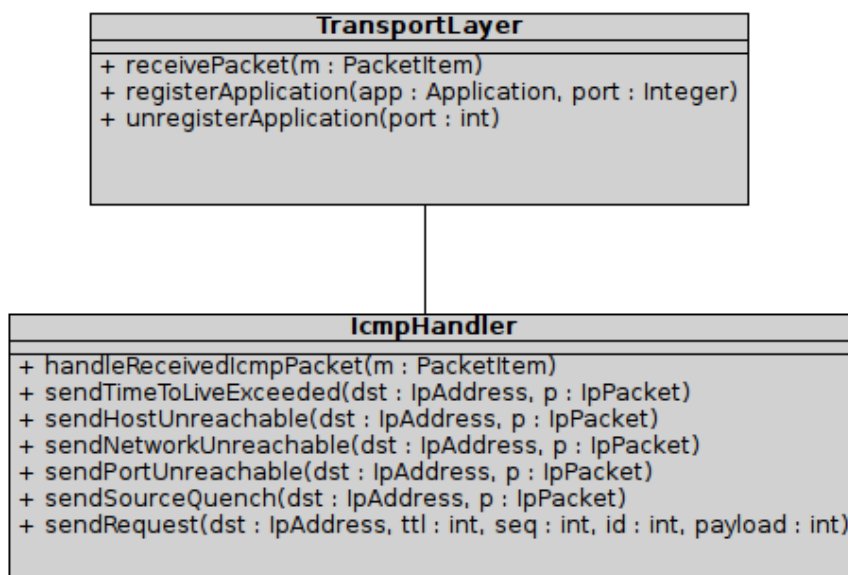 TransportLayer
+ receivePacket(m : PacketItem)
+ registerApplication(app : Application, port : Integer)
+ unregisterApplication(port : int)
IcmpHandler
+ handleReceivedIcmpPacket(m : PacketItem)
+ sendTimeToLiveExceeded(dst : IpAddress, p : IpPacket)
+ sendHostUnreachable(dst : IpAddress, p : IpPacket)
+ sendNetworkUnreachable(dst : IpAddress, p : IpPacket)
+ sendPortUnreachable(dst : IpAddress, p : IpPacket)
+ sendSourceQuench(dst : IpAddress, p : IpPacket)
+ sendRequest(dst : IpAddress, ttl : int, seq : int, id : int, payload : int)